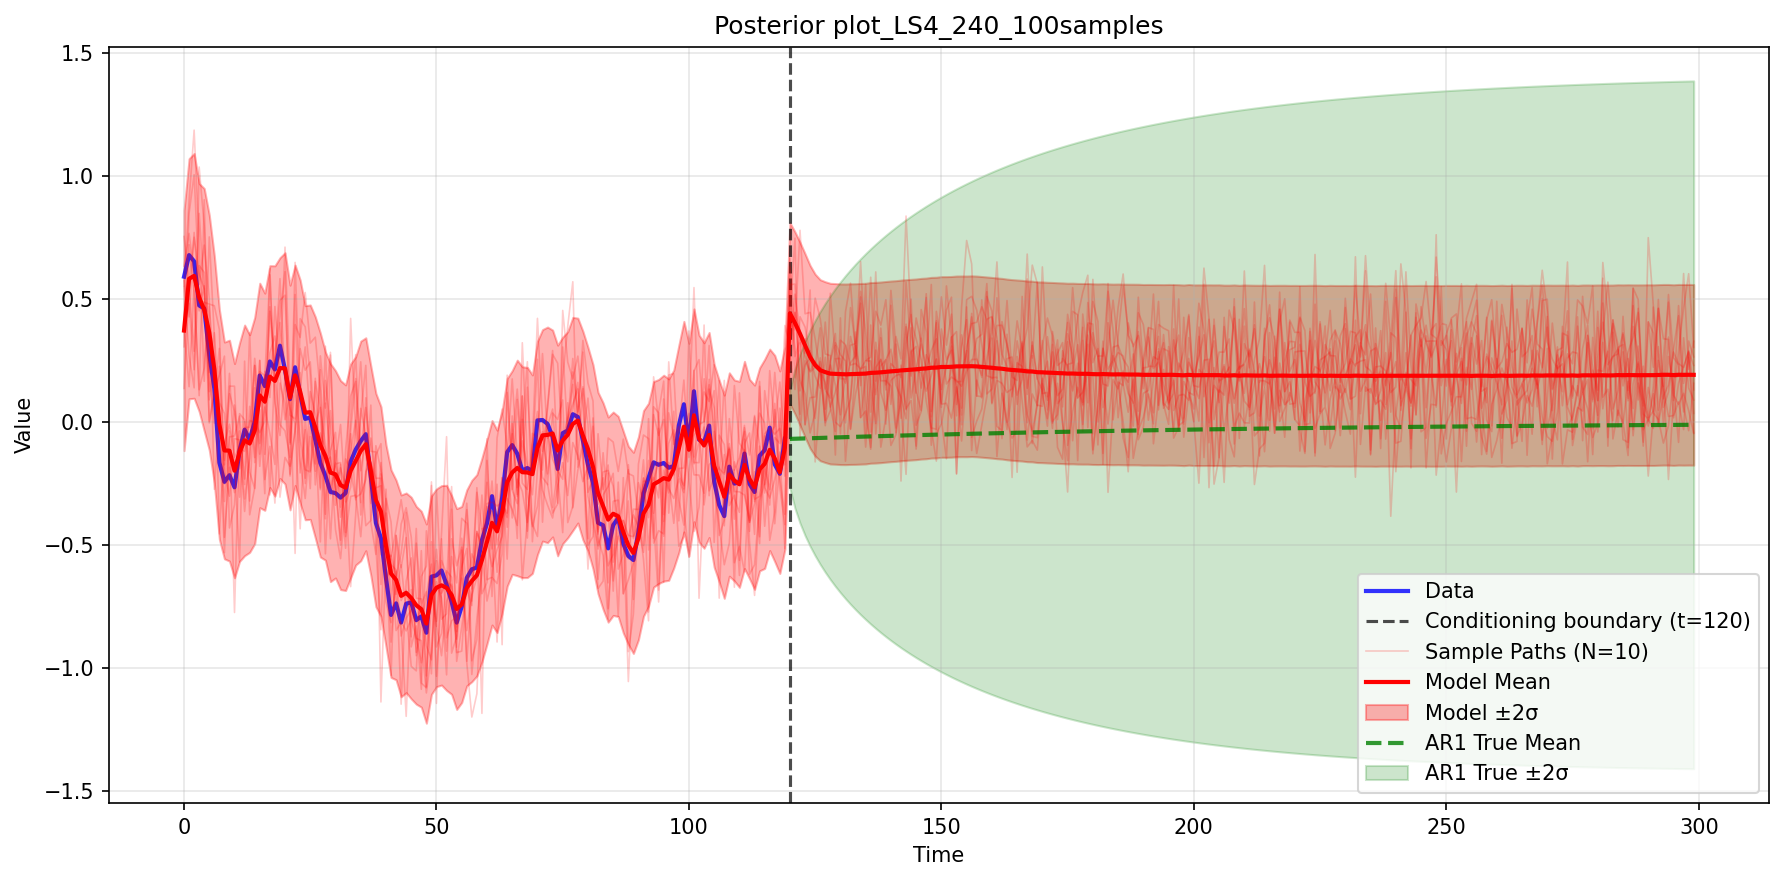 Posterior plot_LS4_240_100samples
1.5
1.0
0.5
0.0
−0.5
−1.0
−1.5
Value
0
50
100
150
200
250
300
Time
Data
Conditioning boundary (t=120)
Sample Paths (N=10)
Model Mean
Model ±2σ
AR1 True Mean
AR1 True ±2σ